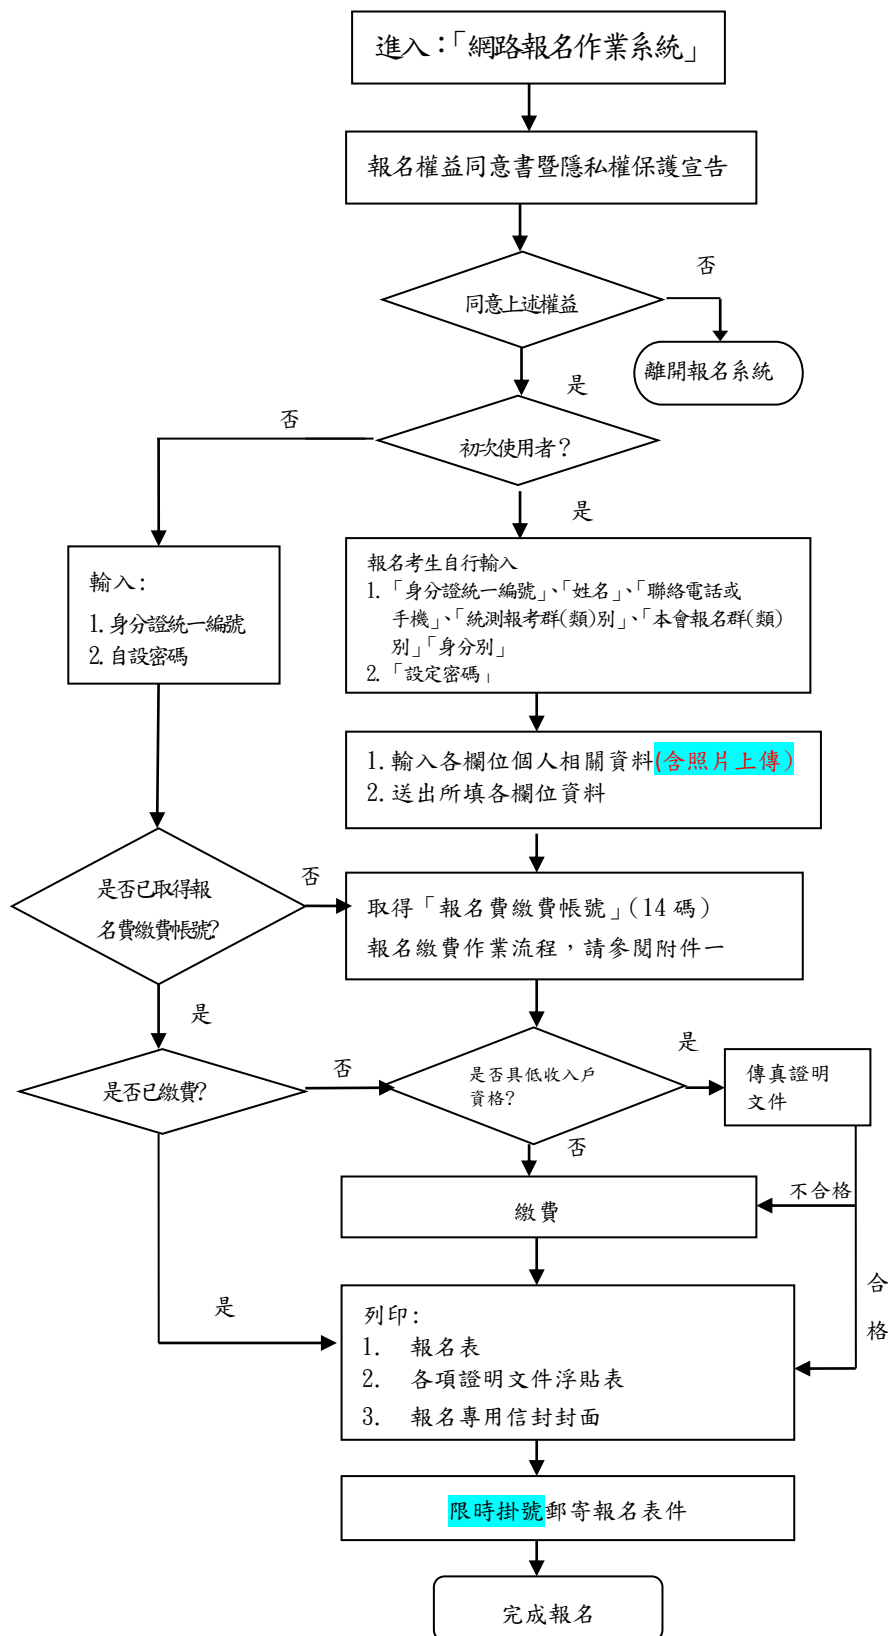 進入：「網路報名作業系統」
報名權益同意書暨隱私權保護宣告
否
同意上述權益
離開報名系統
是
否
初次使用者？
是
輸入：
1.身分證統一編號
2.自設密碼
報名考生自行輸入
1.「身分證統一編號」、「姓名」、「聯絡電話或
手機」、「統測報考群(類)別」、「本會報名群(類)
別」「身分別」
2.「設定密碼」
1.輸入各欄位個人相關資料(含照片上傳)
2.送出所填各欄位資料
是否已取得報
名費繳費帳號?
否
取得「報名費繳費帳號」(14 碼)
報名繳費作業流程，請參閱附件一
是
是否已繳費?
否
是否具低收入戶
資格?
是
傳真證明
文件
否
不合格
繳費
合
格
是
列印：
1. 報名表
2. 各項證明文件浮貼表
3. 報名專用信封封面
限時掛號郵寄報名表件
完成報名